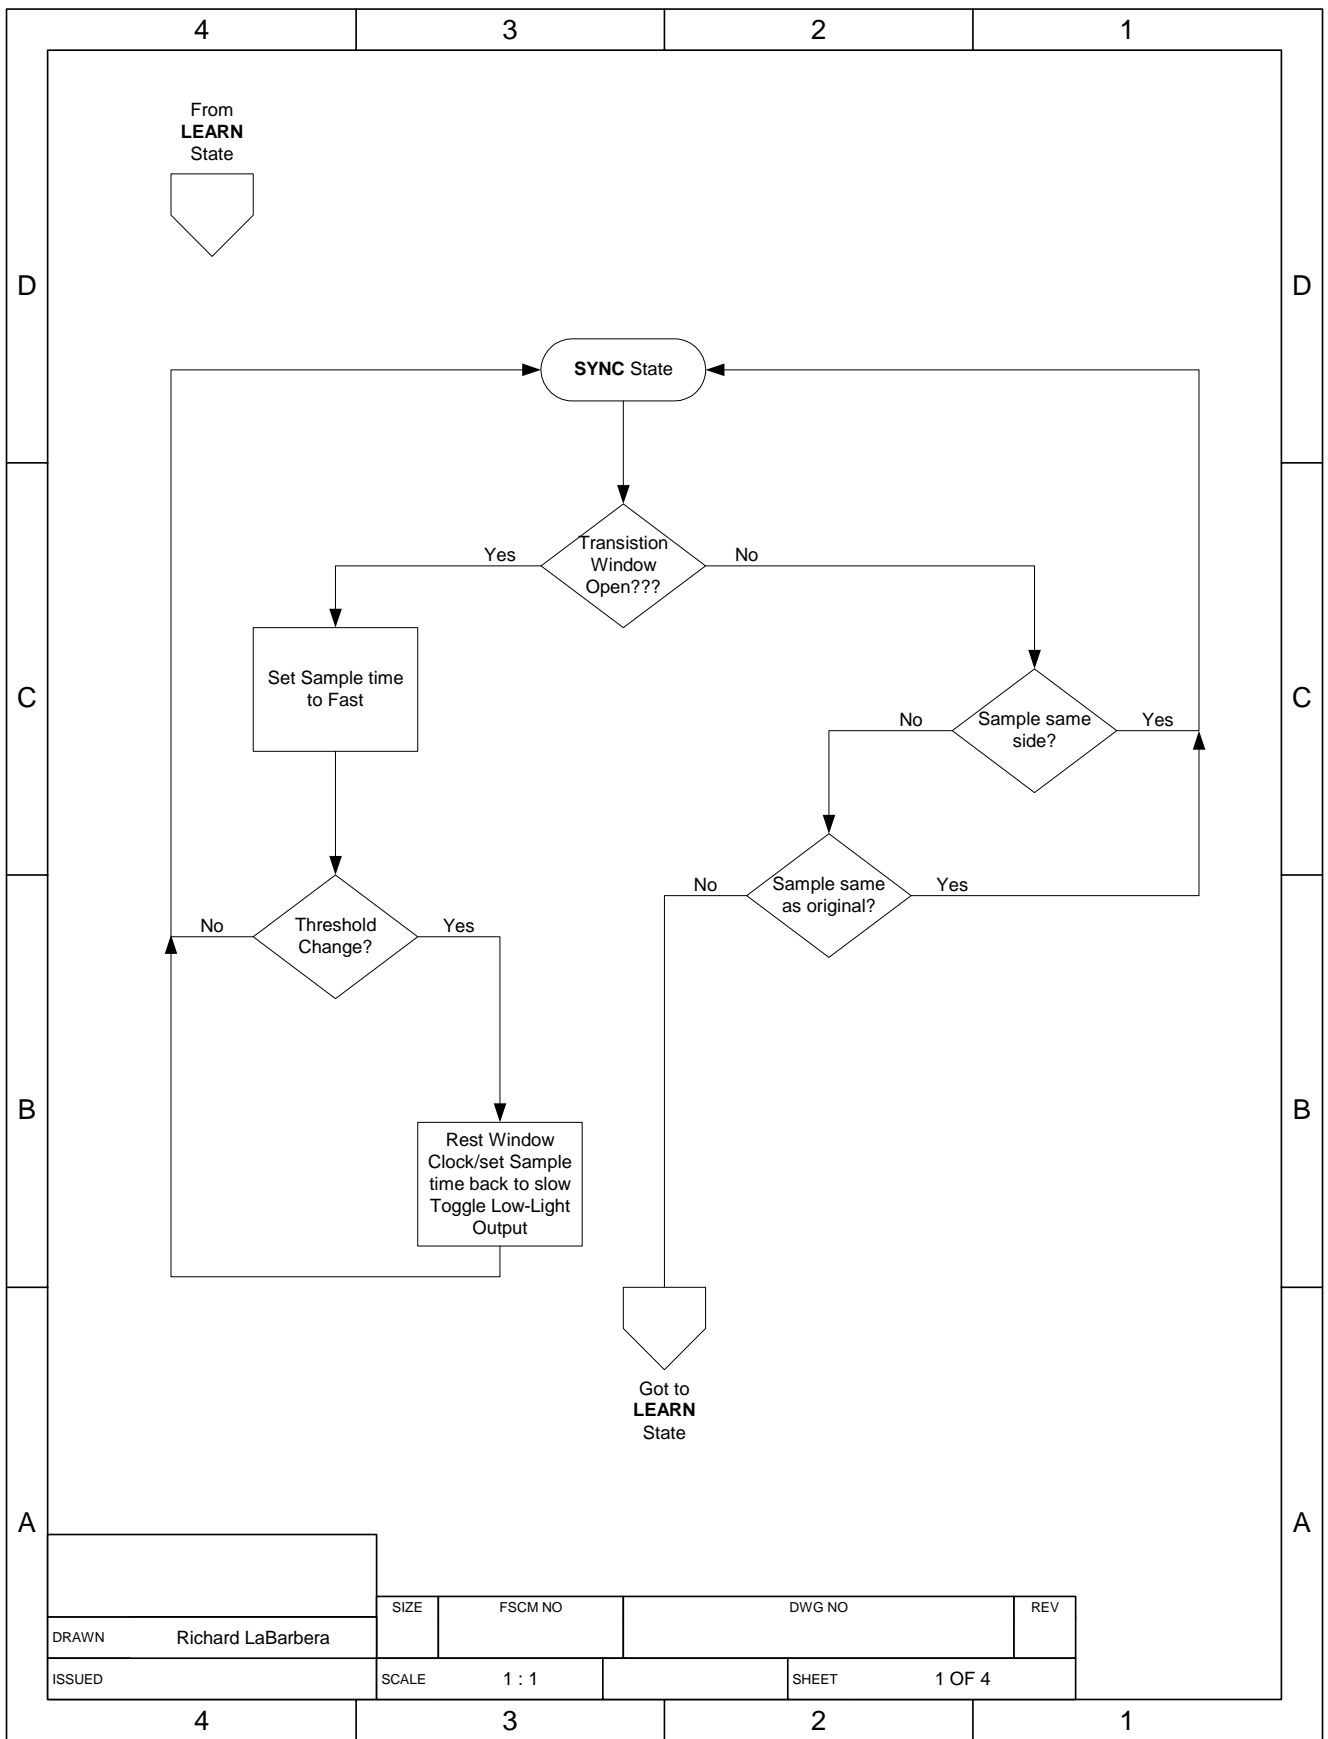 4 3 2 1
From
LEARN
State
D D
SYNC State
Transistion
Window
Open???
Yes
No
Set Sample time
to Fast
C C
Sample same
side?
No
Yes
Sample same
as original?
No
Yes
Threshold
Change?
No
Yes
B B
Rest Window
Clock/set Sample
time back to slow
Toggle Low-Light
Output
Got to
LEARN
State
A A
SIZE FSCM NO DWG NO REV
DRAWN Richard LaBarbera
ISSUED SCALE 1 : 1 SHEET 1 OF 4
4 3 2 1